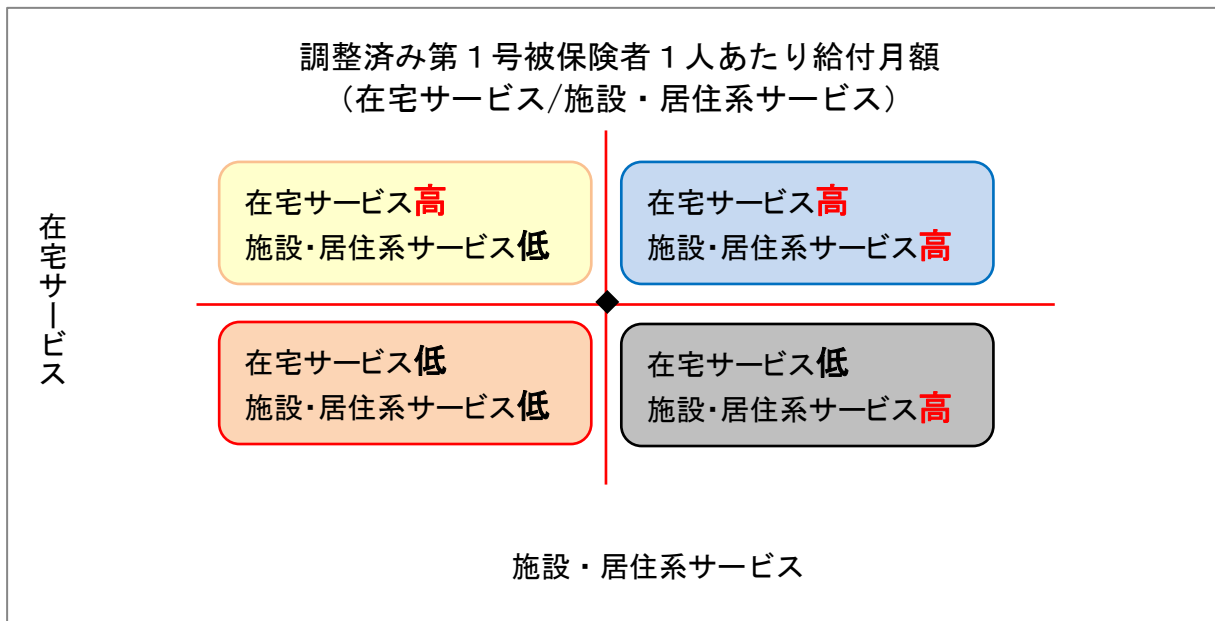 調整済み第１号被保険者１人あたり給付月額
（在宅サービス/施設・居住系サービス）
在宅サービス高
施設・居住系サービス低
在宅サービス高
施設・居住系サービス高
在宅サービス
在宅サービス低
施設・居住系サービス低
在宅サービス低
施設・居住系サービス高
施設・居住系サービス